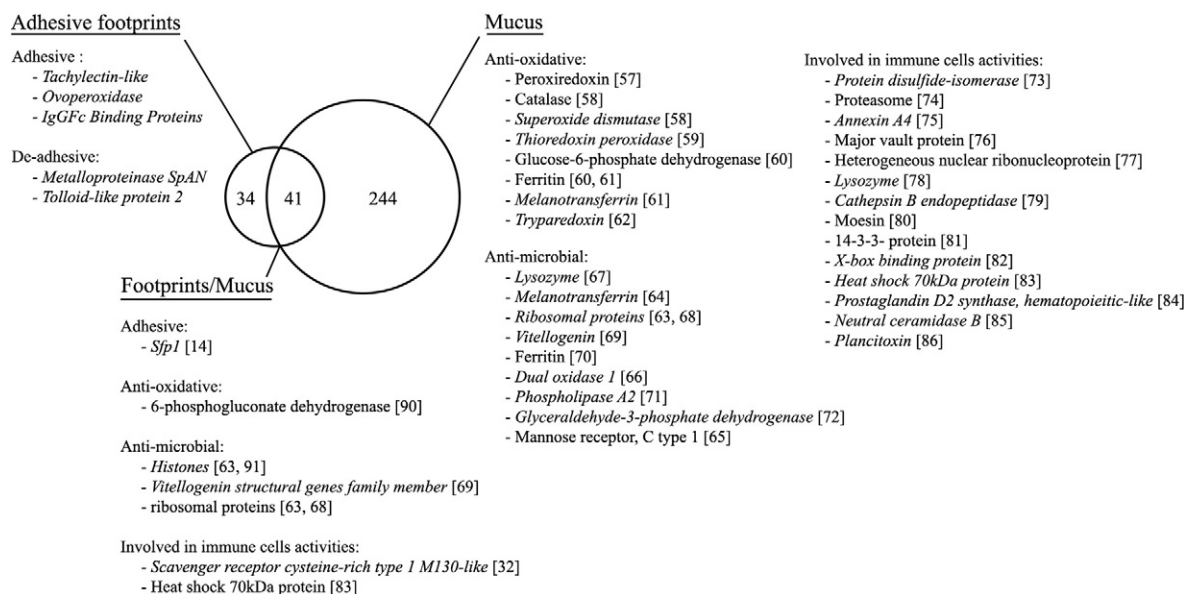 Adhesive footprints
Adhesive :
- Tachylectin-like
- Ovoperoxidase
- IgGFc Binding Proteins
De-adhesive:
- Metalloproteinase SpAN
- Tolloid-like protein 2
34
41
244
Footprints/Mucus
Adhesive:
- Sfp1 [14]
Anti-oxidative:
- 6-phosphogluconate dehydrogenase [90]
Anti-microbial:
- Histones [63, 91]
- Vitellogenin structural genes family member [69]
- ribosomal proteins [63, 68]
Involved in immune cells activities:
- Scavenger receptor cysteine-rich type 1 M130-like [32]
- Heat shock 70kDa protein [83]
Mucus
Anti-oxidative:
- Peroxiredoxin [57]
- Catalase [58]
- Superoxide dismutase [58]
- Thioredoxin peroxidase [59]
- Glucose-6-phosphate dehydrogenase [60]
- Ferritin [60, 61]
- Melanotransferrin [61]
- Tryparedoxin [62]
Anti-microbial:
- Lysozyme [67]
- Melanotransferrin [64]
- Ribosomal proteins [63, 68]
- Vitellogenin [69]
- Ferritin [70]
- Dual oxidase 1 [66]
- Phospholipase A2 [71]
- Glyceraldehyde-3-phosphate dehydrogenase [72]
- Mannose receptor, C type 1 [65]
Involved in immune cells activities:
- Protein disulfide-isomerase [73]
- Proteasome [74]
- Annexin A4 [75]
- Major vault protein [76]
- Heterogeneous nuclear ribonucleoprotein [77]
- Lysozyme [78]
- Cathepsin B endopeptidase [79]
- Moesin [80]
- 14-3-3- protein [81]
- X-box binding protein [82]
- Heat shock 70kDa protein [83]
- Prostaglandin D2 synthase, hematopoieitic-like [84]
- Neutral ceramidase B [85]
- Plancitoxin [86]